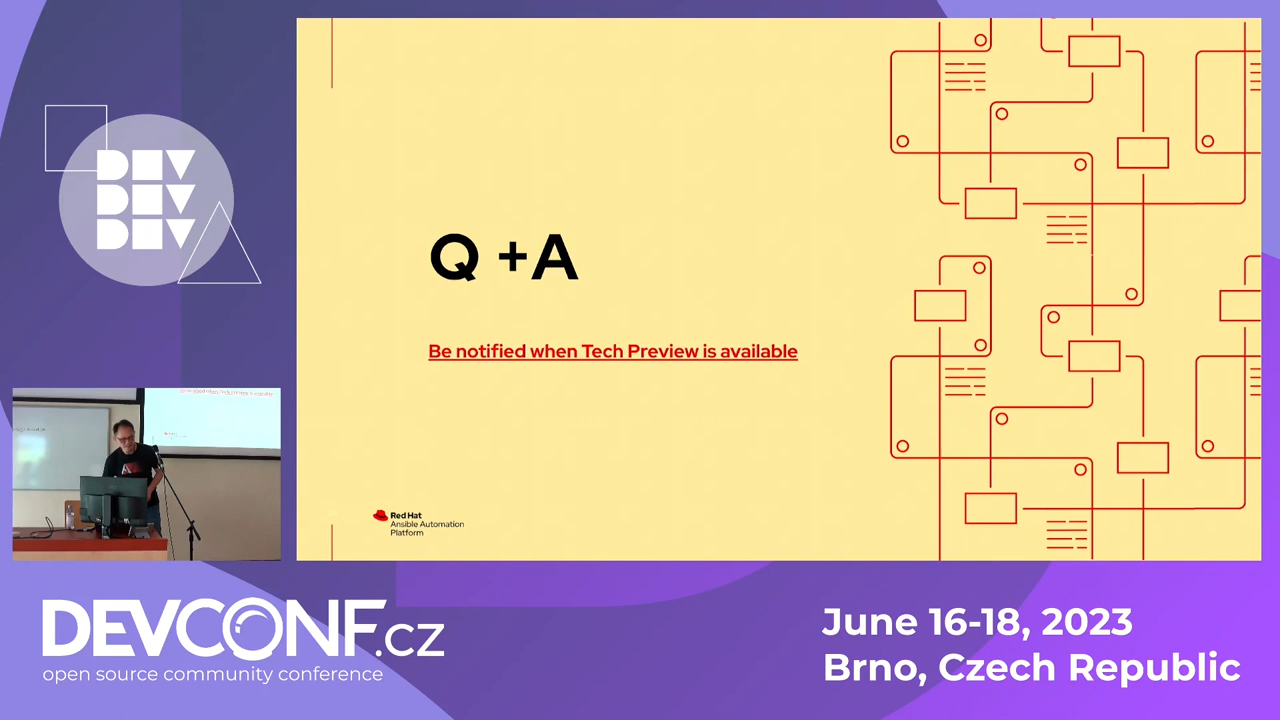 DEV
DEV
DEV
Q +A
Be notified when Tech Preview is available
Red Hat
Ansible Automation
Platform
DEVCONF.cz
open source community conference
June 16-18, 2023
Brno, Czech Republic